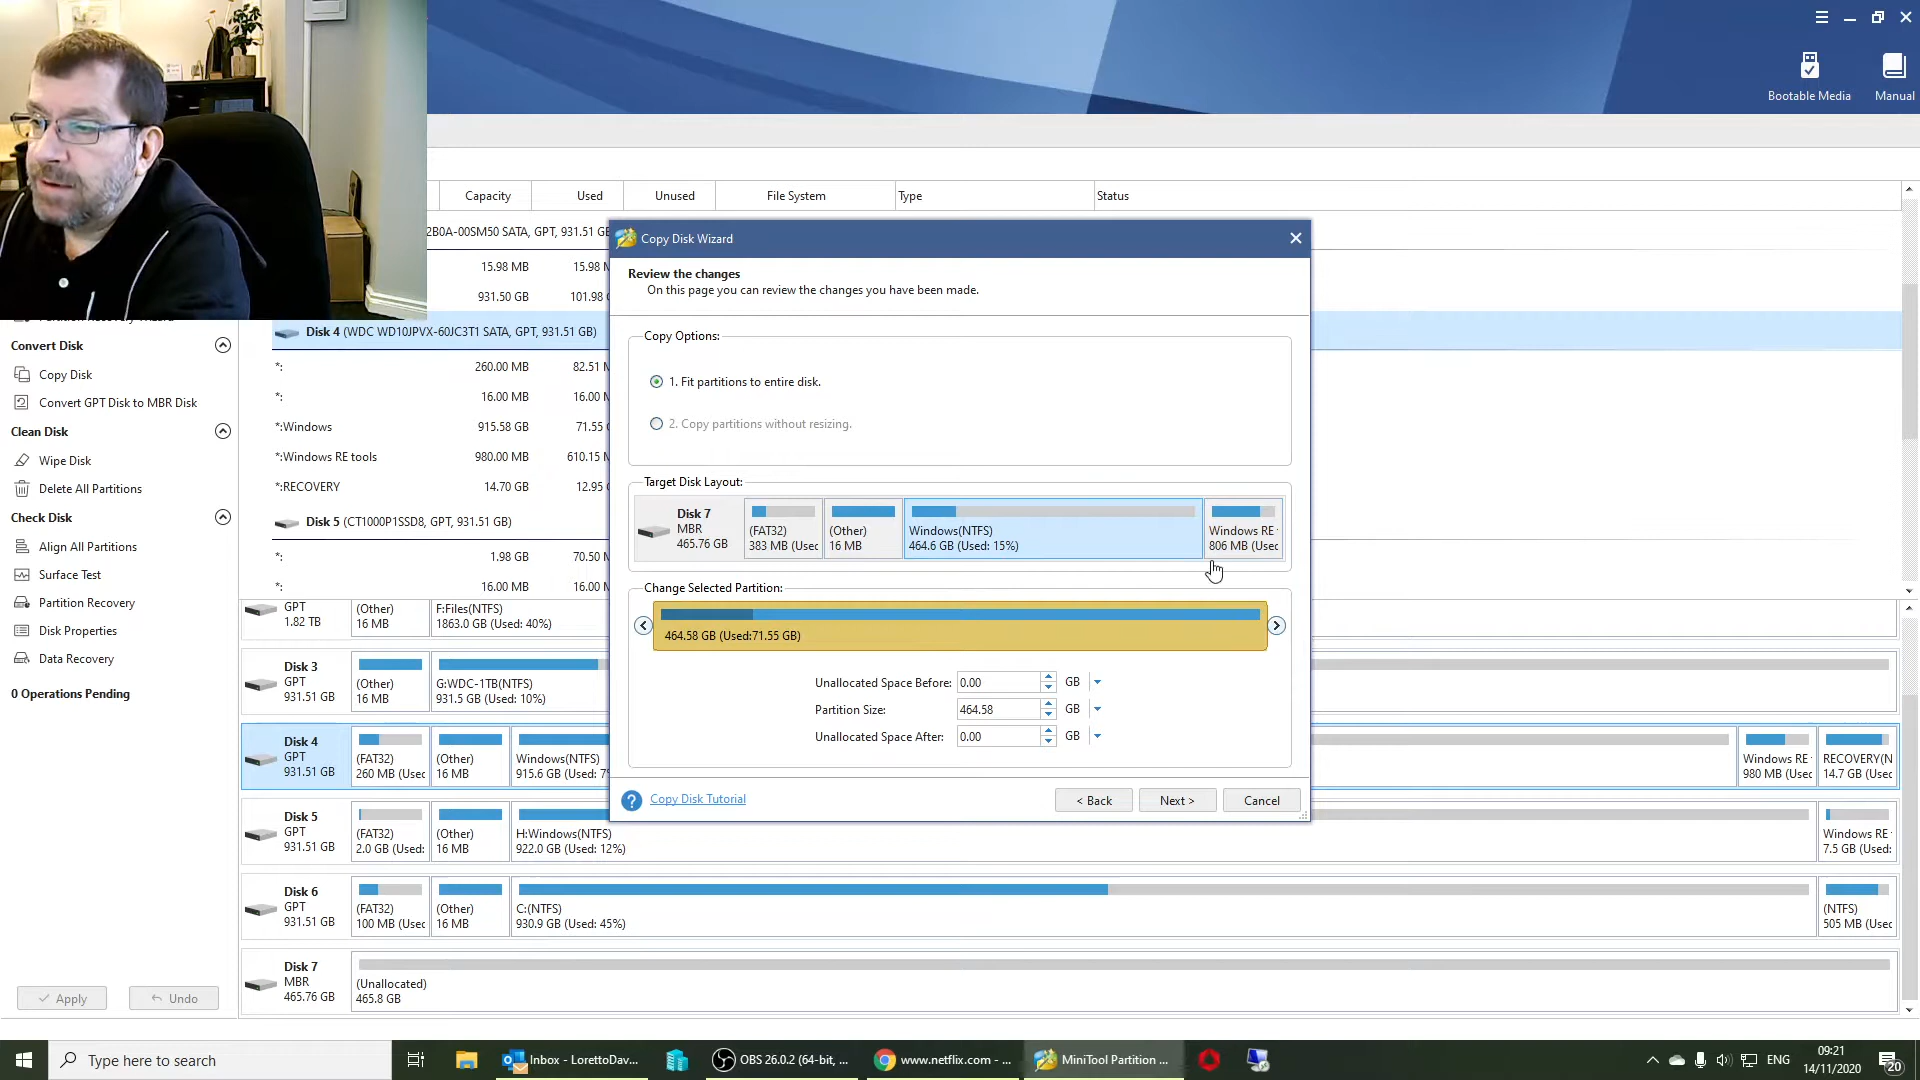 Bootable Media
Manual
Capacity
Used
Unused
File System
Type
Status
2B0A-00SM50 SATA, GPT, 931.51 GB
15.98 MB
15.98 M
931.50 GB
101.98
Disk 4 (WDC WD10JPVX-60JC3T1 SATA, GPT, 931.51 GB)
*:
260.00 MB
82.51 M
*:
16.00 MB
16.00 M
*:Windows
915.58 GB
71.55
*:Windows RE tools
980.00 MB
610.15 M
*:RECOVERY
14.70 GB
12.95
Disk 5 (CT1000P1SSD8, GPT, 931.51 GB)
*:
1.98 GB
70.50 M
*:
16.00 MB
16.00 M
Convert Disk
Copy Disk
Convert GPT Disk to MBR Disk
Clean Disk
Wipe Disk
Delete All Partitions
Check Disk
Align All Partitions
Surface Test
Partition Recovery
Disk Properties
Data Recovery
0 Operations Pending
Apply
Undo
Copy Disk Wizard
Review the changes
On this page you can review the changes you have been made.
Copy Options:
1. Fit partitions to entire disk.
2. Copy partitions without resizing.
Target Disk Layout:
Disk 7
MBR
465.76 GB
(FAT32)
383 MB (Used
(Other)
16 MB
Windows(NTFS)
464.6 GB (Used: 15%)
Windows RE
806 MB (Used
Change Selected Partition:
464.58 GB (Used:71.55 GB)
Unallocated Space Before:
0.00
GB
Partition Size:
464.58
GB
Unallocated Space After:
0.00
GB
Copy Disk Tutorial
< Back
Next >
Cancel
GPT
1.82 TB
(Other)
16 MB
F:Files(NTFS)
1863.0 GB (Used: 40%)
Disk 3
GPT
931.51 GB
(Other)
16 MB
G:WDC-1TB(NTFS)
931.5 GB (Used: 10%)
Disk 4
GPT
931.51 GB
(FAT32)
260 MB (Used
(Other)
16 MB
Windows(NTFS)
915.6 GB (Used: 7%
Windows RE
980 MB (Used
RECOVERY(N
14.7 GB (Used
Disk 5
GPT
931.51 GB
(FAT32)
2.0 GB (Used:
(Other)
16 MB
H:Windows(NTFS)
922.0 GB (Used: 12%)
Windows RE
7.5 GB (Used:
Disk 6
GPT
931.51 GB
(FAT32)
100 MB (Used
(Other)
16 MB
C:(NTFS)
930.9 GB (Used: 45%)
(NTFS)
505 MB (Used
Disk 7
MBR
465.76 GB
(Unallocated)
465.8 GB
Type here to search
Inbox - LorettoDav...
OBS 26.0.2 (64-bit, ...
www.netflix.com - ...
MiniTool Partition ...
ENG
09:21
14/11/2020
20